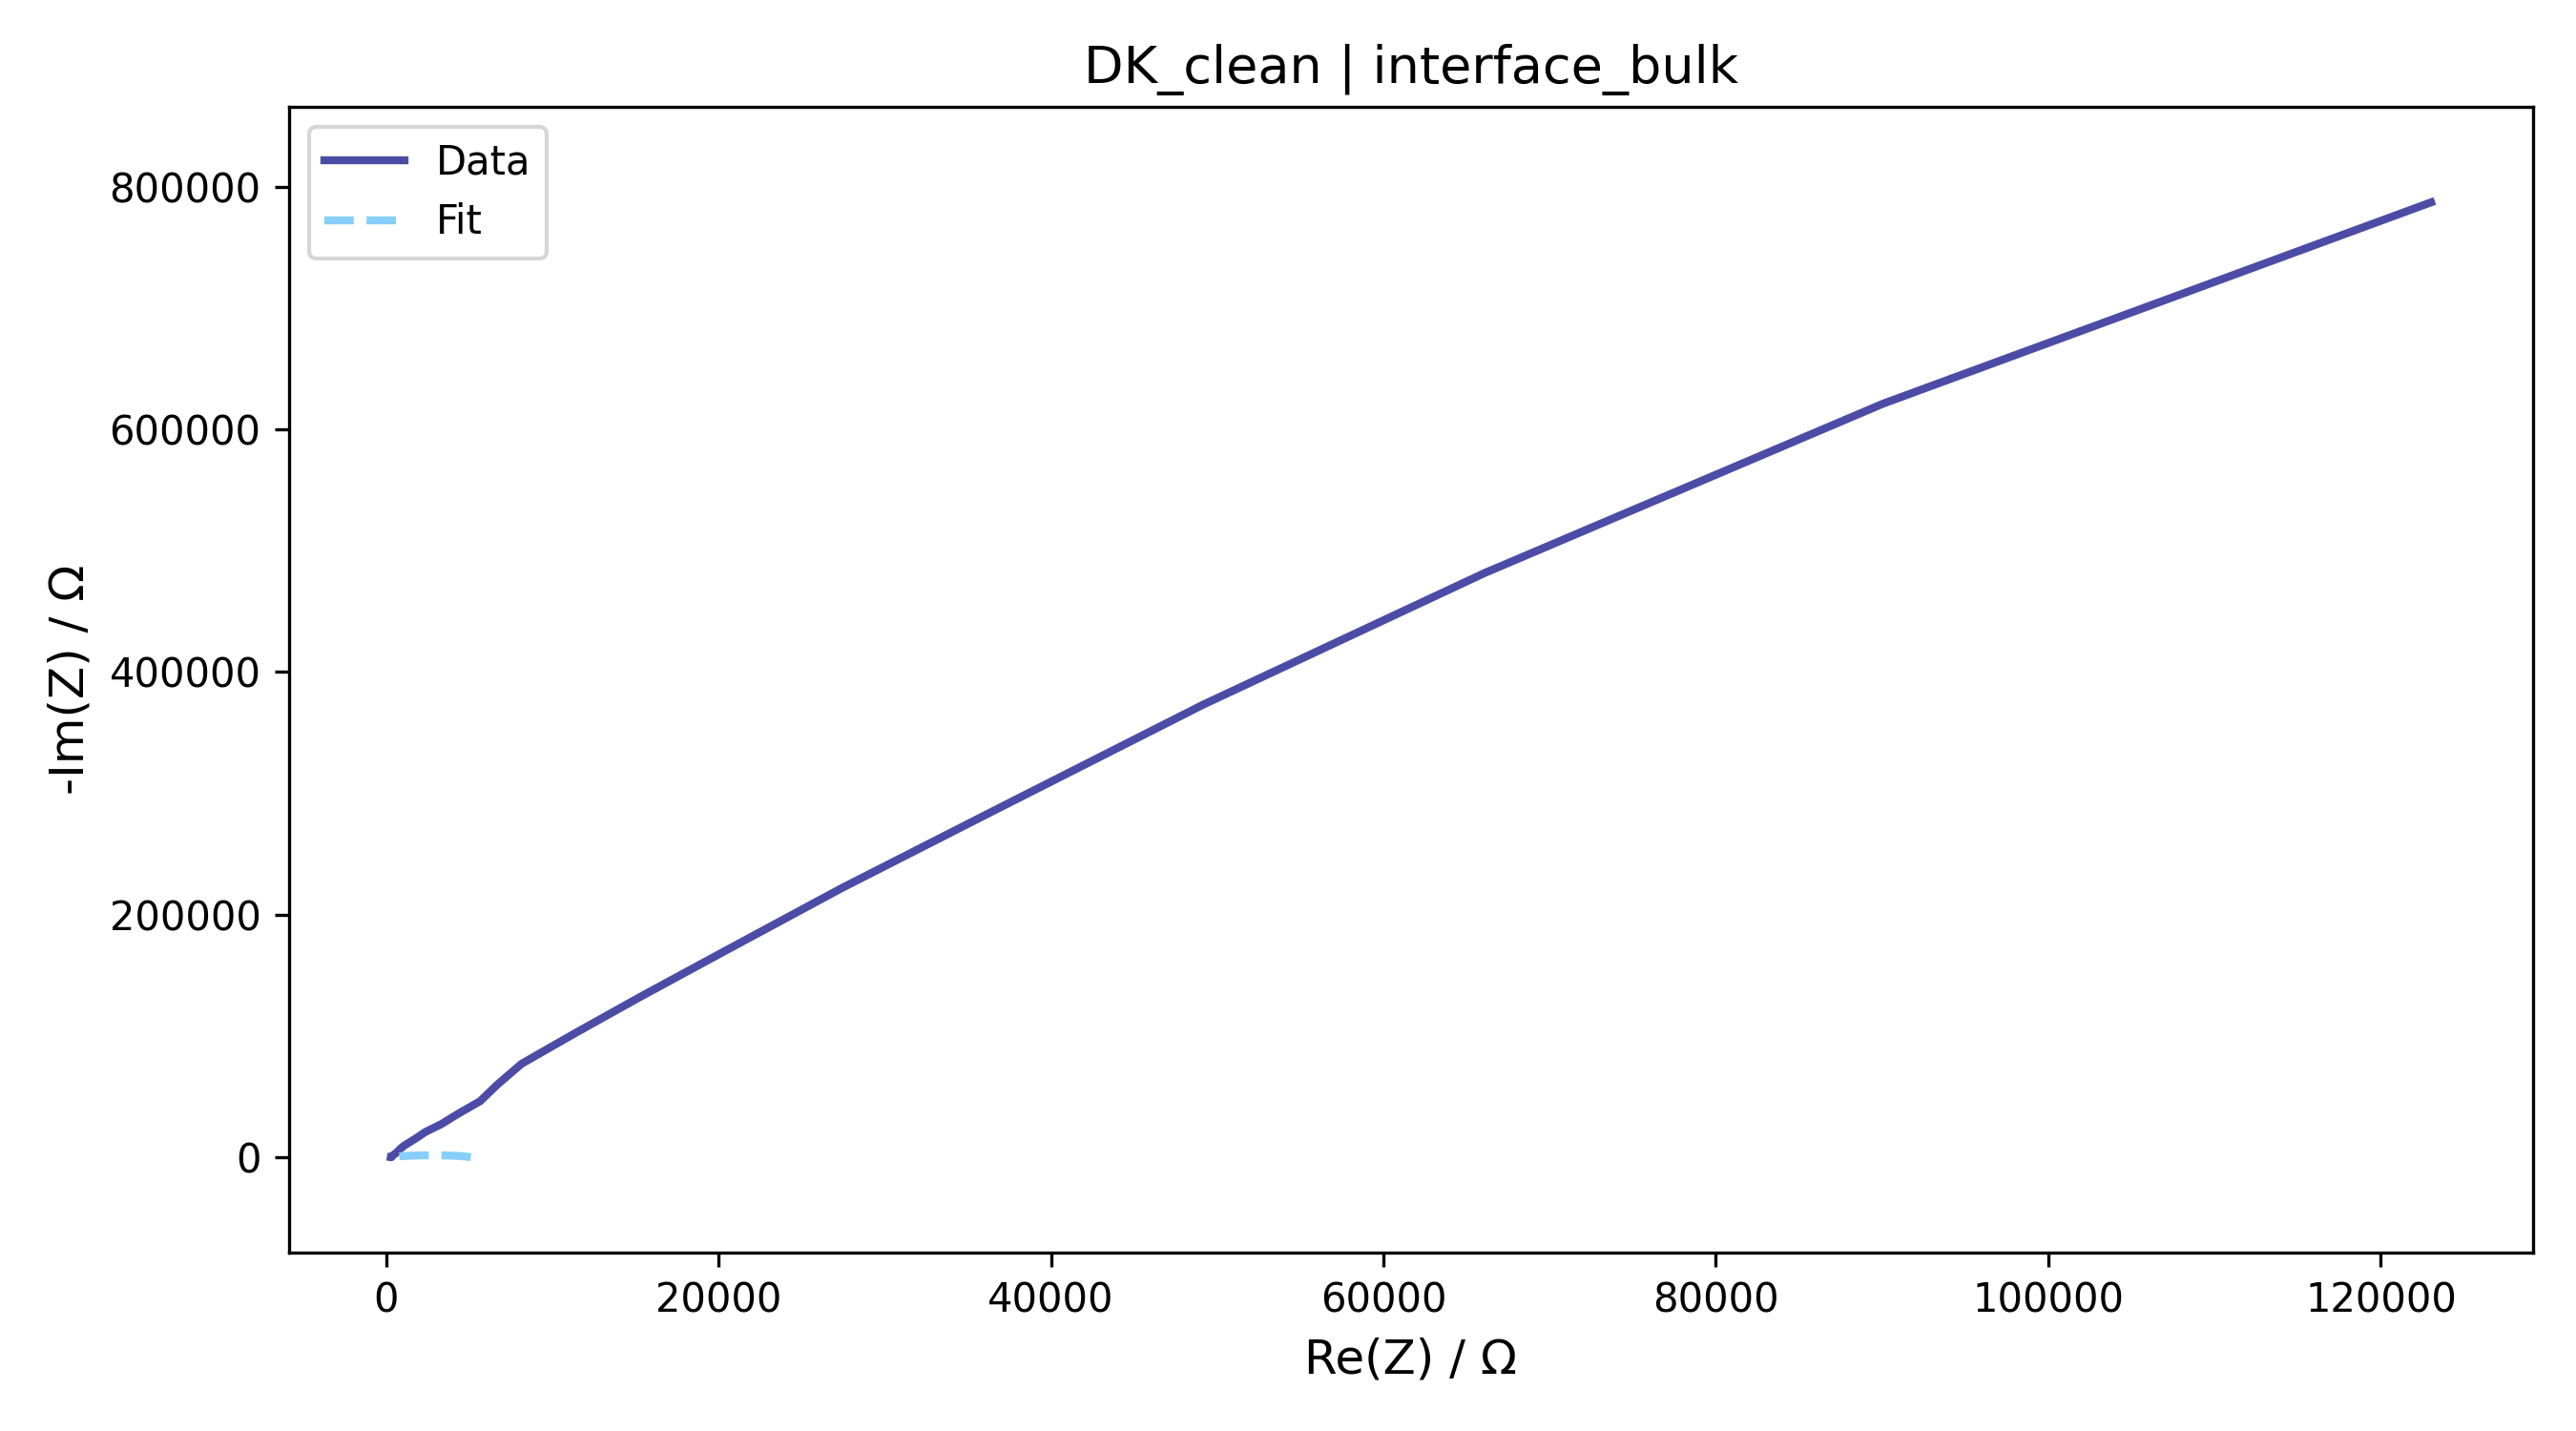 DK_clean | interface_bulk
Data
Fit
800000
600000
400000
200000
0
-Im(Z) / Ω
0
20000
40000
60000
80000
100000
120000
Re(Z) / Ω